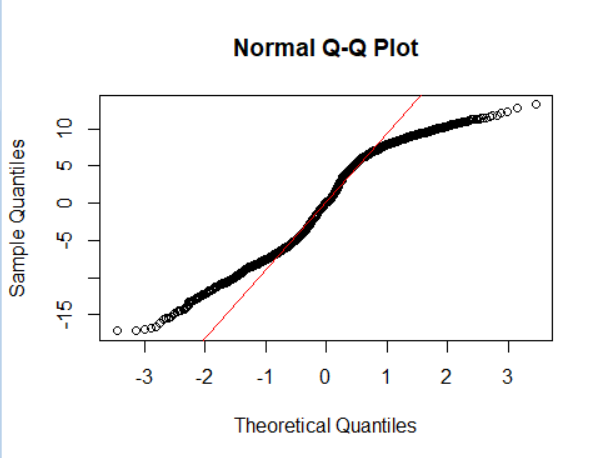 Normal Q-Q Plot
Sample Quantiles
10
5
0
-5
-15
-3 -2 -1 0 1 2 3
Theoretical Quantiles